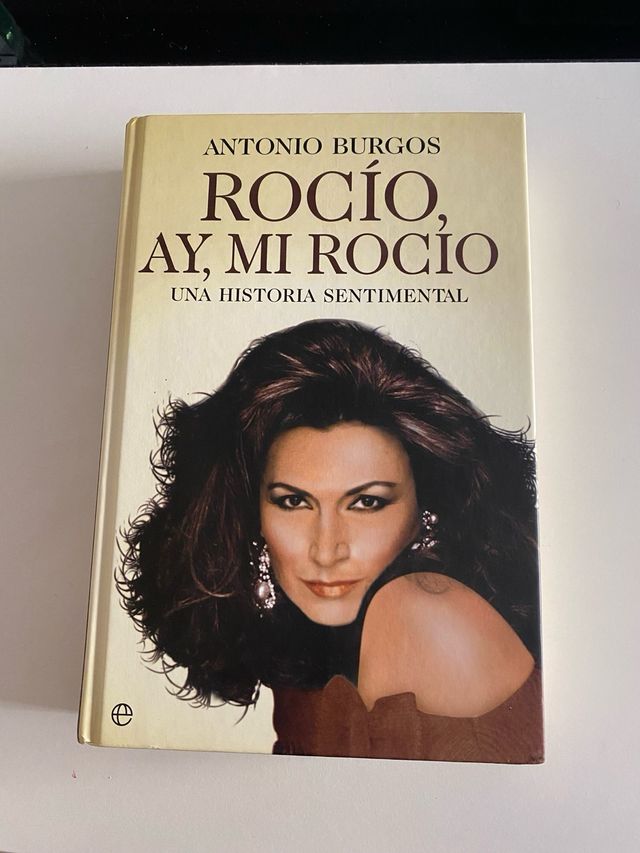 ANTONIO BURGOS
ROCÍO,
AY, MI ROCÍO
UNA HISTORIA SENTIMENTAL
e